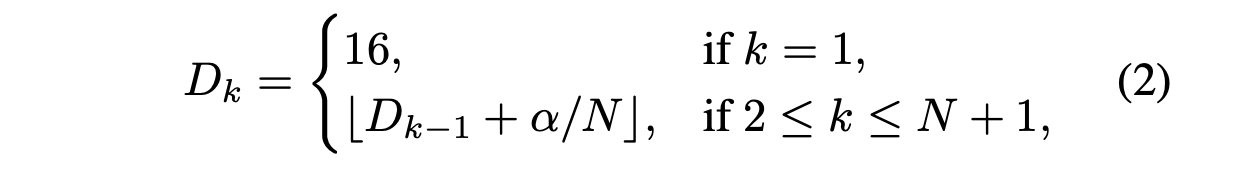 D_k = { 16, if k = 1, (2)
⌊D_{k−1} + α/N⌋, if 2 ≤ k ≤ N + 1,